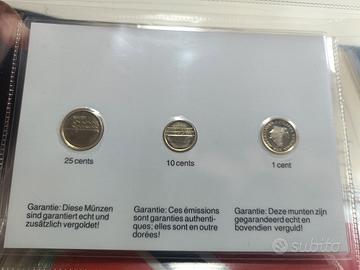 25 cents
10 cents
1 cent
Garantie: Diese Münzen
sind garantiert echt und
zusätzlich vergoldet!
Garantie: Ces émissions
sont garanties authenti-
ques; elles sont en outre
dorées!
Garantie: Deze munten zijn
gegarandeerd echt en
bovendien verguld!
subito